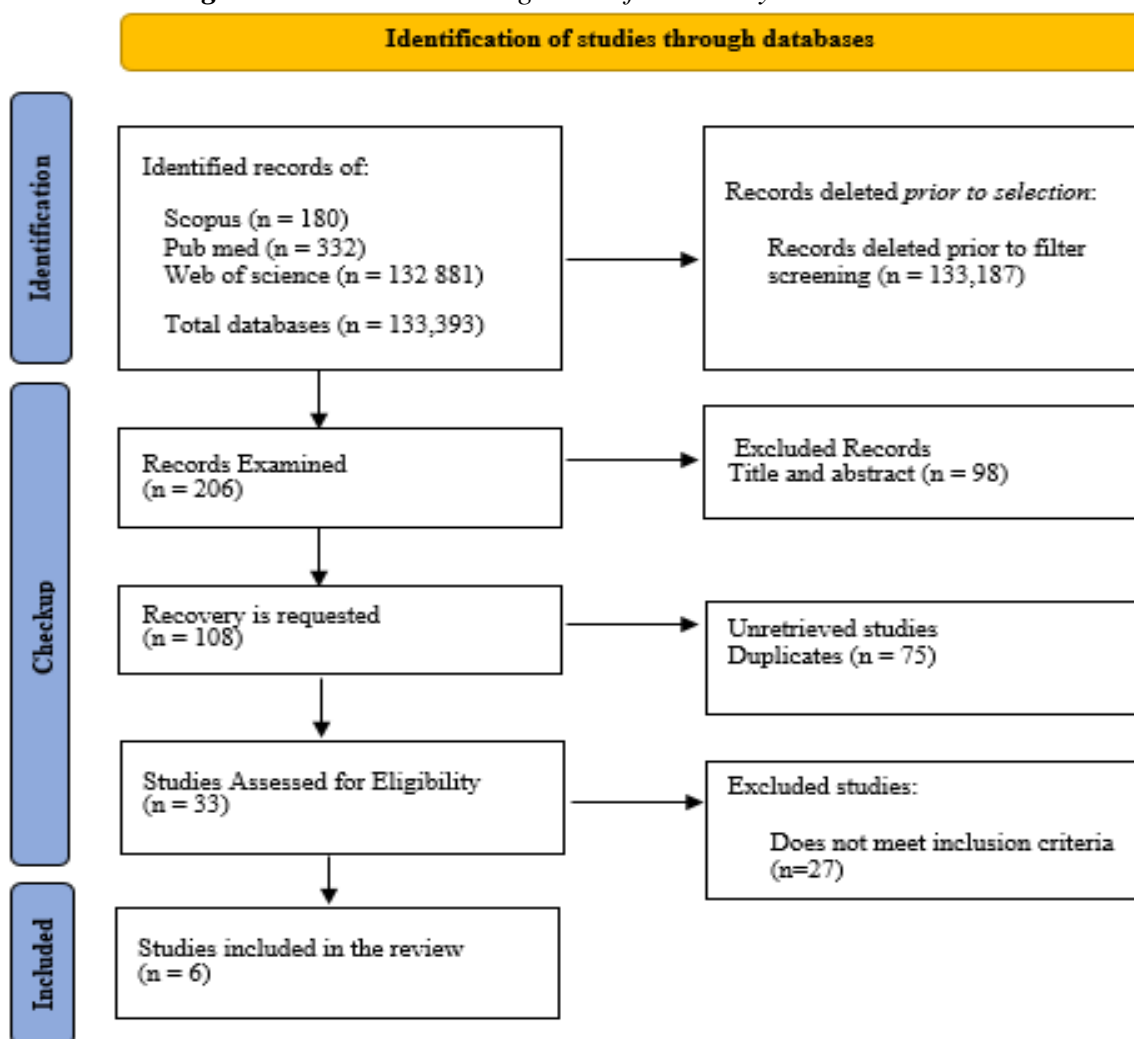 Identification of studies through databases
Identification
Identified records of:
Scopus (n = 180)
Pub med (n = 332)
Web of science (n = 132 881)
Total databases (n = 133,393)
Records deleted prior to selection:
Records deleted prior to filter
screening (n = 133,187)
Checkup
Records Examined
(n = 206)
Excluded Records
Title and abstract (n = 98)
Recovery is requested
(n = 108)
Unretrieved studies
Duplicates (n = 75)
Studies Assessed for Eligibility
(n = 33)
Excluded studies:
Does not meet inclusion criteria
(n=27)
Included
Studies included in the review
(n = 6)